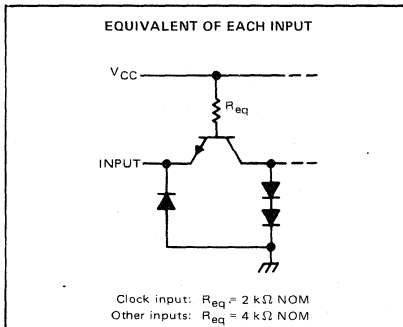 EQUIVALENT OF EACH INPUT
VCC
Req
INPUT
Clock input: Req = 2 kΩ NOM
Other inputs: Req = 4 kΩ NOM